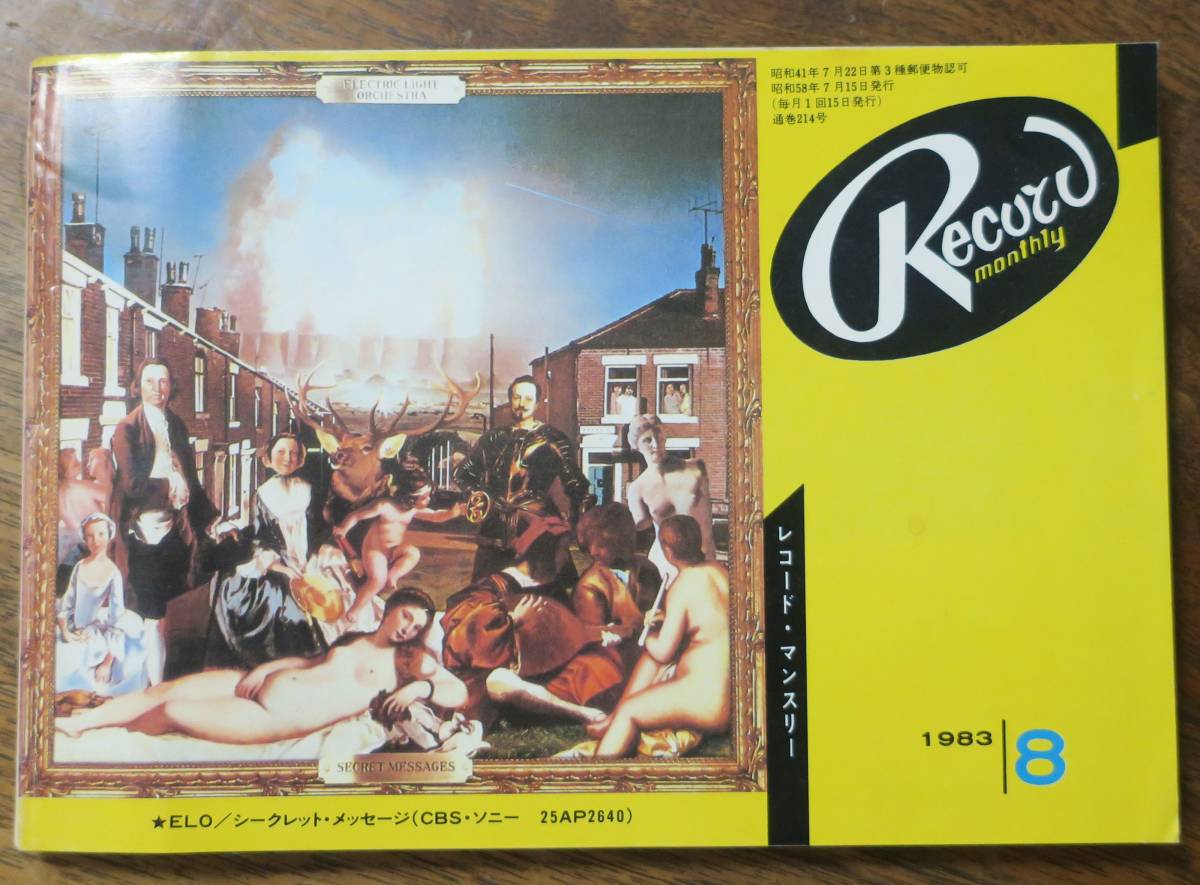 ELECTRIC LIGHT
ORCHESTRA
昭和41年7月22日第3種郵便物認可
昭和58年7月15日発行
(毎月1回15日発行)
通巻214号
Record
monthly
レコード・マンスリー
1983
8
SECRET MESSAGES
★ELO／シークレット・メッセージ(CBS・ソニー 25AP2640)